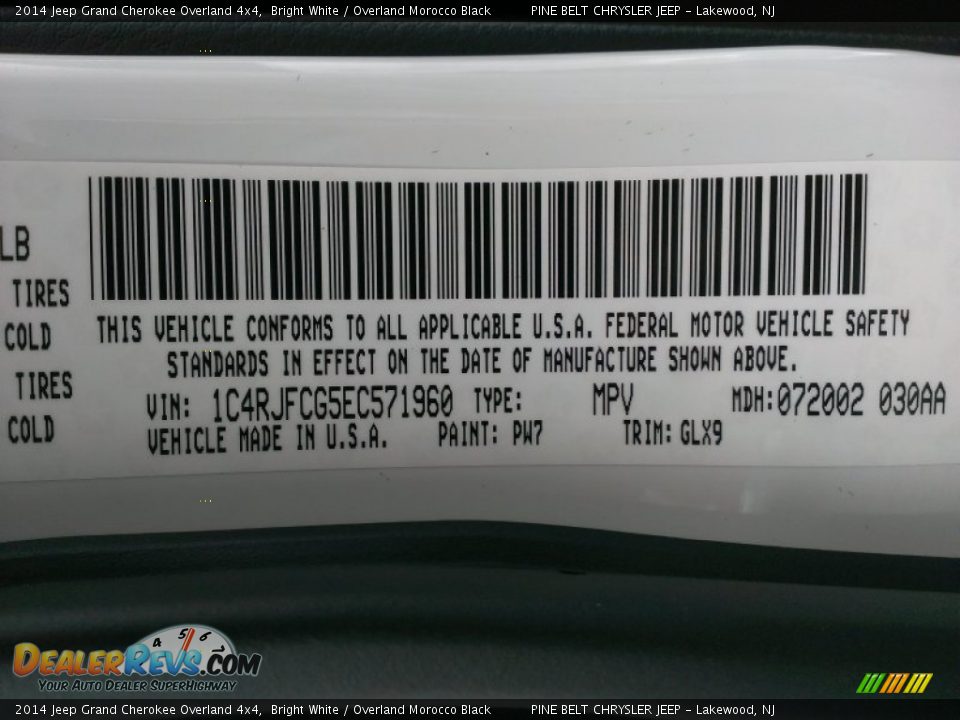 2014 Jeep Grand Cherokee Overland 4x4, Bright White / Overland Morocco Black PINE BELT CHRYSLER JEEP - Lakewood, NJ
LB
TIRES
COLD
TIRES
COLD
THIS VEHICLE CONFORMS TO ALL APPLICABLE U.S.A. FEDERAL MOTOR VEHICLE SAFETY
STANDARDS IN EFFECT ON THE DATE OF MANUFACTURE SHOWN ABOVE.
VIN: 1C4RJFCG5EC571960 TYPE: MPV MDH:072002 030AA
VEHICLE MADE IN U.S.A. PAINT: PW7 TRIM: GLX9
4 5 6 7
DEALERREVS.COM
YOUR AUTO DEALER SUPERHIGHWAY
2014 Jeep Grand Cherokee Overland 4x4, Bright White / Overland Morocco Black PINE BELT CHRYSLER JEEP - Lakewood, NJ